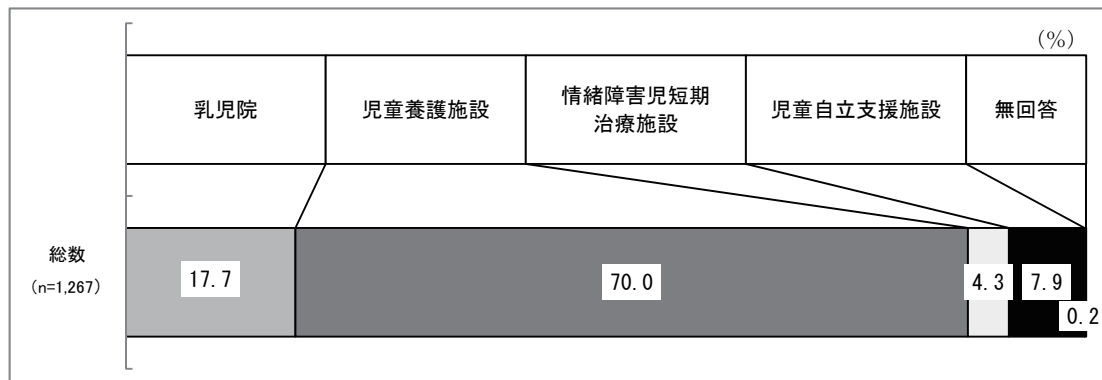 (%)
乳児院
児童養護施設
情緒障害児短期
治療施設
児童自立支援施設
無回答
総数
(n=1,267)
17.7
70.0
4.3
7.9
0.2